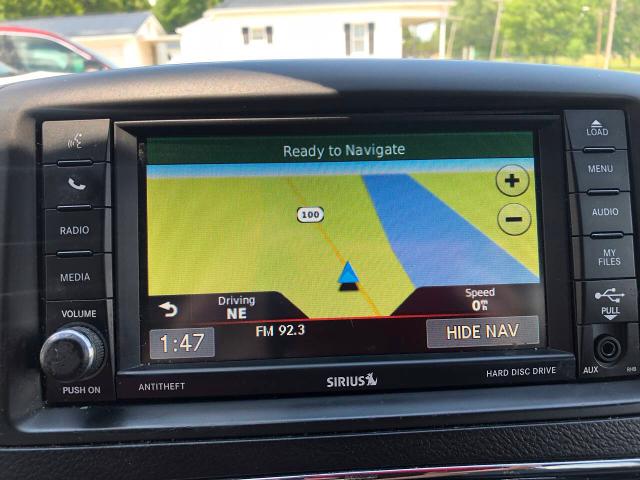 LOAD
MENU
RADIO
AUDIO
MEDIA
MY
FILES
VOLUME
PUSH ON
PULL
AUX
RHB
Ready to Navigate
100
+
−
Driving
NE
Speed
0 m/h
1:47
FM 92.3
HIDE NAV
ANTITHEFT
SIRIUS
HARD DISC DRIVE